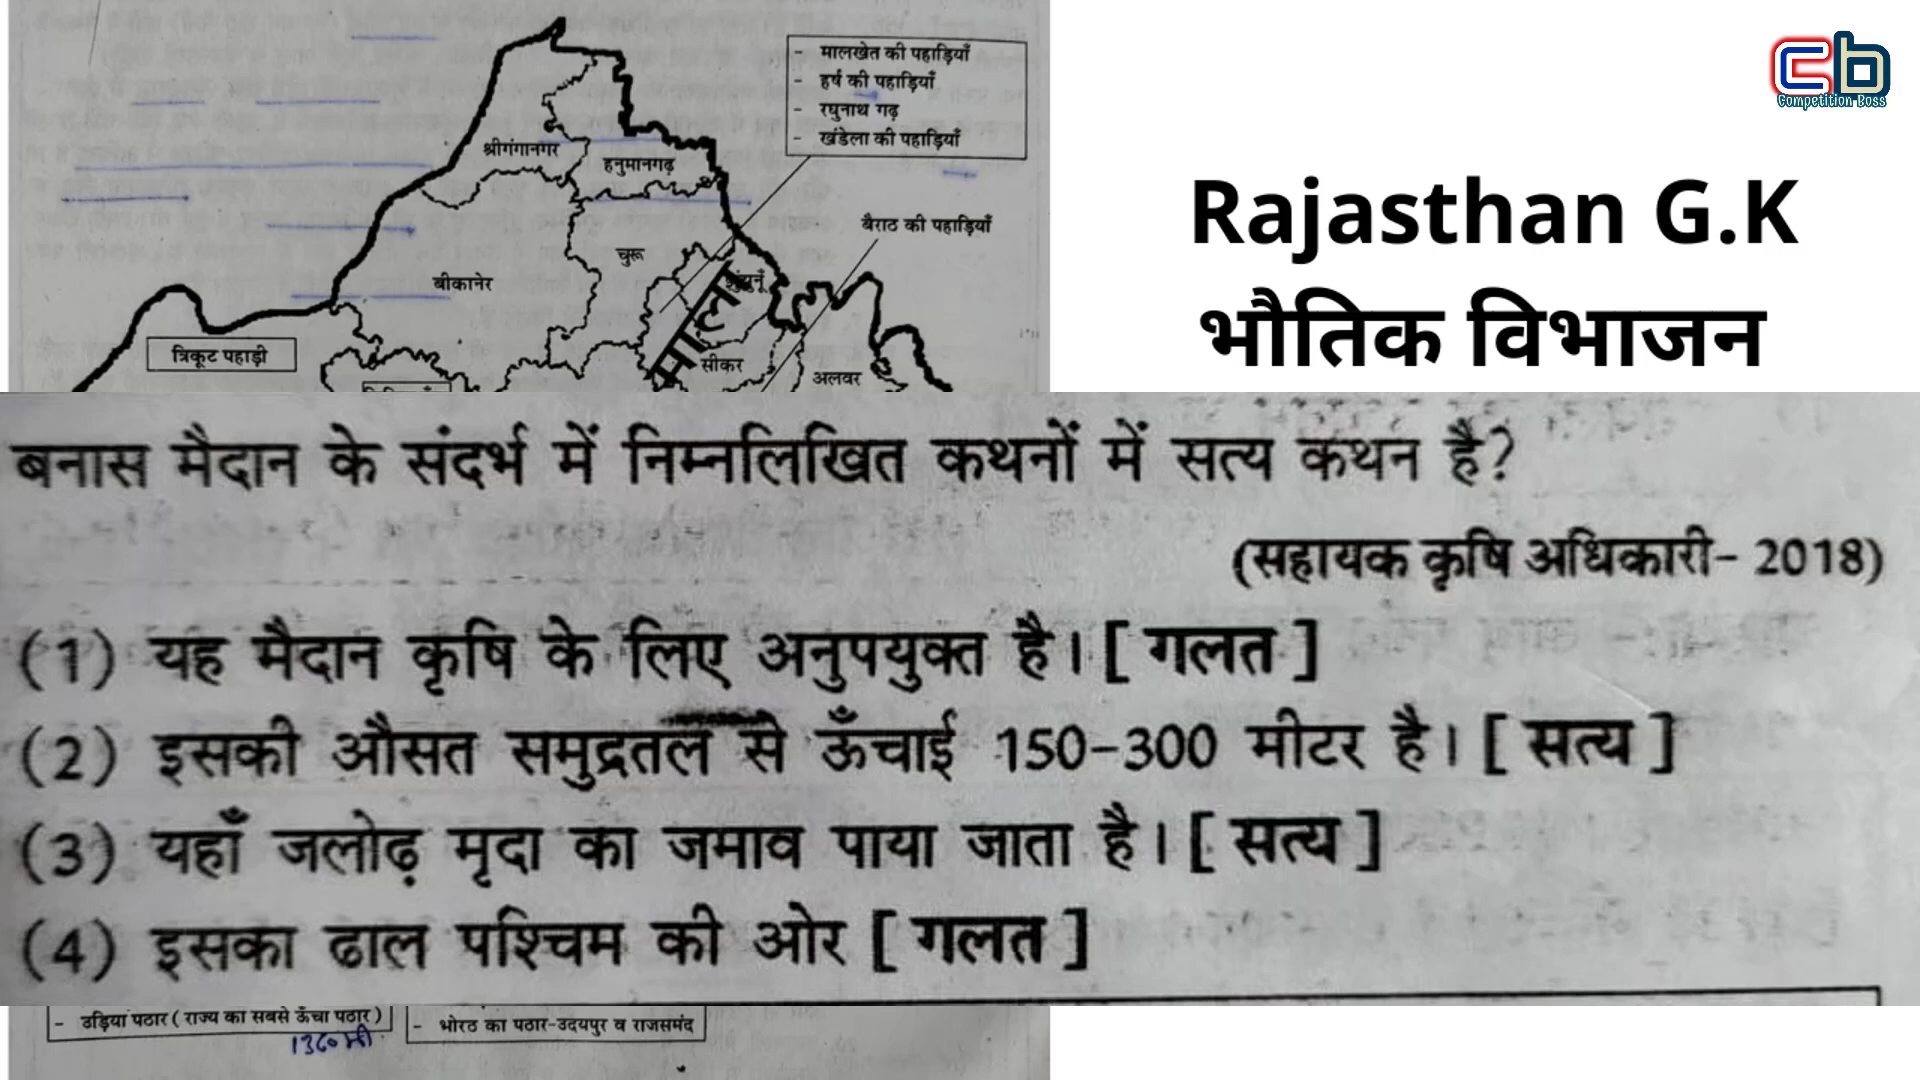 - मालखेत की पहाड़ियाँ
- हर्ष की पहाड़ियाँ
- रघुनाथ गढ़
- खंडेला की पहाड़ियाँ
cb
Competition Boss
Rajasthan G.K
भौतिक विभाजन
श्रीगंगानगर
हनुमानगढ़
बैराठ की पहाड़ियाँ
चुरू
बीकानेर
झुंझुनूँ
त्रिकूट पहाड़ी
सीकर
अलवर
बनास मैदान के संदर्भ में निम्नलिखित कथनों में सत्य कथन है?
(सहायक कृषि अधिकारी- 2018)
(1) यह मैदान कृषि के लिए अनुपयुक्त है। [ गलत ]
(2) इसकी औसत समुद्रतल से ऊँचाई 150-300 मीटर है। [ सत्य ]
(3) यहाँ जलोढ़ मृदा का जमाव पाया जाता है। [ सत्य ]
(4) इसका ढाल पश्चिम की ओर [ गलत ]
- उड़िया पठार ( राज्य का सबसे ऊँचा पठार )
1360 मी
- भोरठ का पठार-उदयपुर व राजसमंद